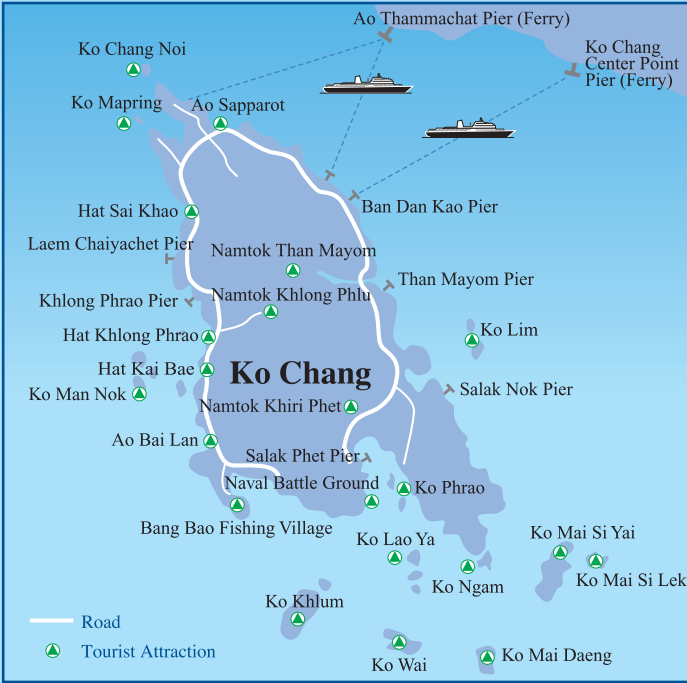 Ao Thammachat Pier (Ferry)
Ko Chang Noi
Ko Chang
Center Point
Pier (Ferry)
Ko Mapring
Ao Sapparot
Hat Sai Khao
Ban Dan Kao Pier
Laem Chaiyachet Pier
Namtok Than Mayom
Than Mayom Pier
Khlong Phrao Pier
Namtok Khlong Phlu
Hat Khlong Phrao
Ko Lim
Hat Kai Bae
Ko Chang
Ko Man Nok
Salak Nok Pier
Namtok Khiri Phet
Ao Bai Lan
Salak Phet Pier
Naval Battle Ground
Ko Phrao
Bang Bao Fishing Village
Ko Lao Ya
Ko Mai Si Yai
Ko Ngam
Ko Mai Si Lek
Ko Khlum
Road
Tourist Attraction
Ko Wai
Ko Mai Daeng